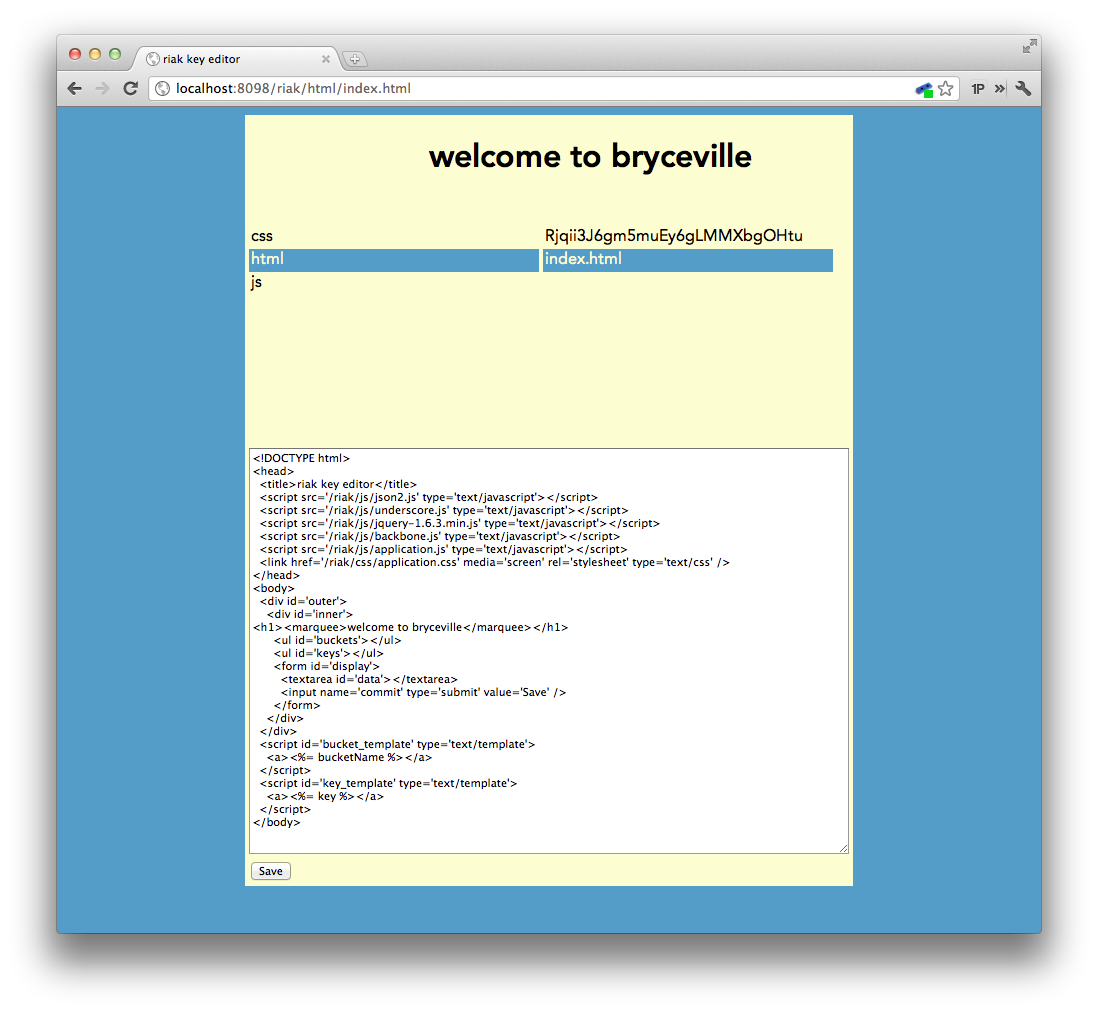 riak key editor
localhost:8098/riak/html/index.html
1P
welcome to bryceville
css
Rjqii3J6gm5muEy6gLMMXbgOHtu
html
index.html
js
<!DOCTYPE html>
<head>
  <title>riak key editor</title>
  <script src='/riak/js/json2.js' type='text/javascript'></script>
  <script src='/riak/js/underscore.js' type='text/javascript'></script>
  <script src='/riak/js/jquery-1.6.3.min.js' type='text/javascript'></script>
  <script src='/riak/js/backbone.js' type='text/javascript'></script>
  <script src='/riak/js/application.js' type='text/javascript'></script>
  <link href='/riak/css/application.css' media='screen' rel='stylesheet' type='text/css' />
</head>
<body>
  <div id='outer'>
    <div id='inner'>
<h1><marquee>welcome to bryceville</marquee></h1>
      <ul id='buckets'></ul>
      <ul id='keys'></ul>
      <form id='display'>
        <textarea id='data'></textarea>
        <input name='commit' type='submit' value='Save' />
      </form>
    </div>
  </div>
  <script id='bucket_template' type='text/template'>
    <a><%= bucketName %></a>
  </script>
  <script id='key_template' type='text/template'>
    <a><%= key %></a>
  </script>
</body>
Save